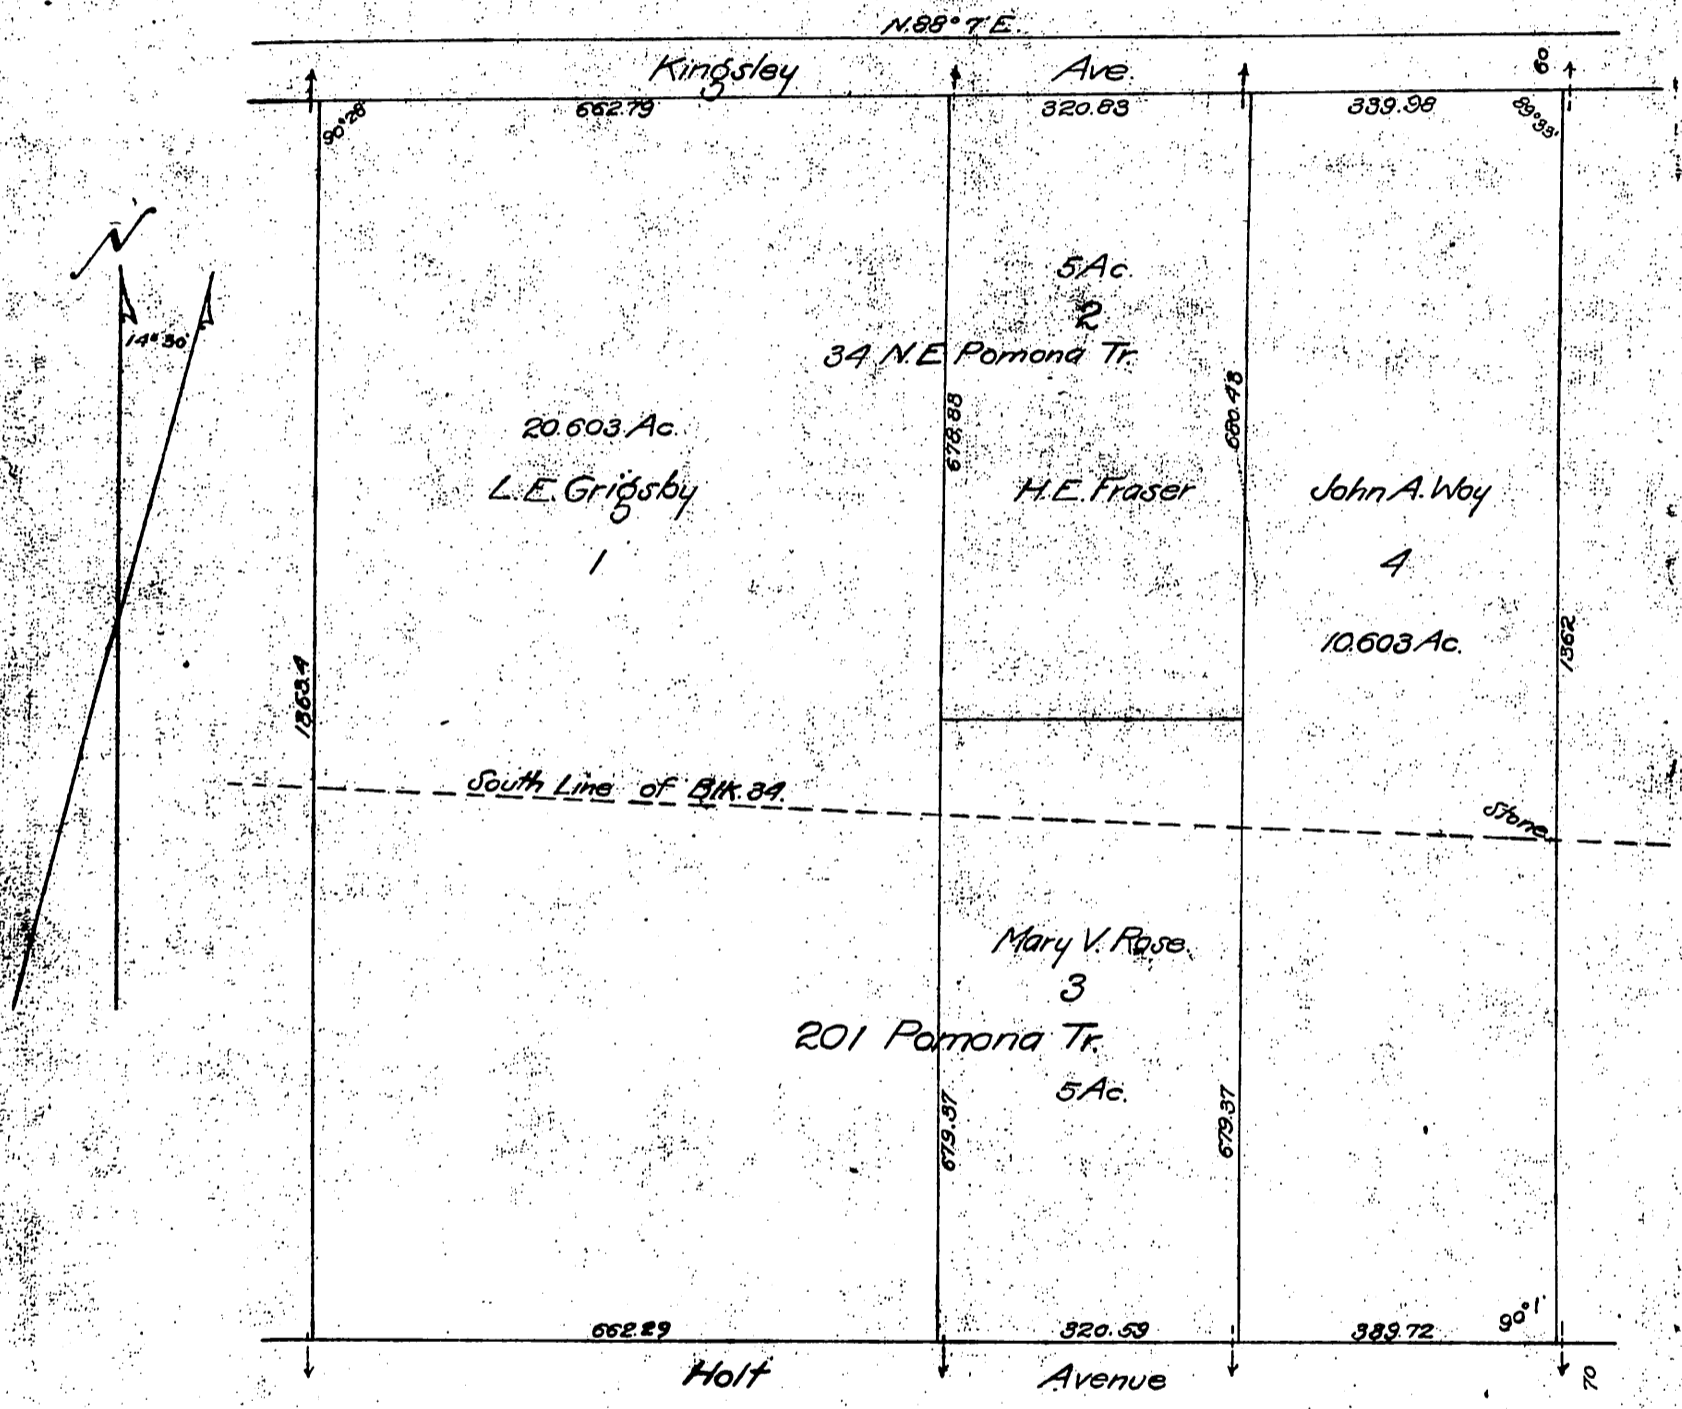 N.88°7'E.
Kingsley Ave.
60
662.79
320.83
339.98
90°28'
89°33'
N
14°30'
5 Ac.
2
34 N.E Pomona Tr.
678.88
680.48
20.603 Ac.
L.E. Grigsby
1
H.E. Fraser
John A. Woy
4
10.603 Ac.
1362
1363.4
South Line of Blk. 34.
Stone
Mary V. Rose.
3
201 Pomona Tr.
5 Ac.
679.37
679.37
662.29
320.59
339.72
90°1'
Holt Avenue
70